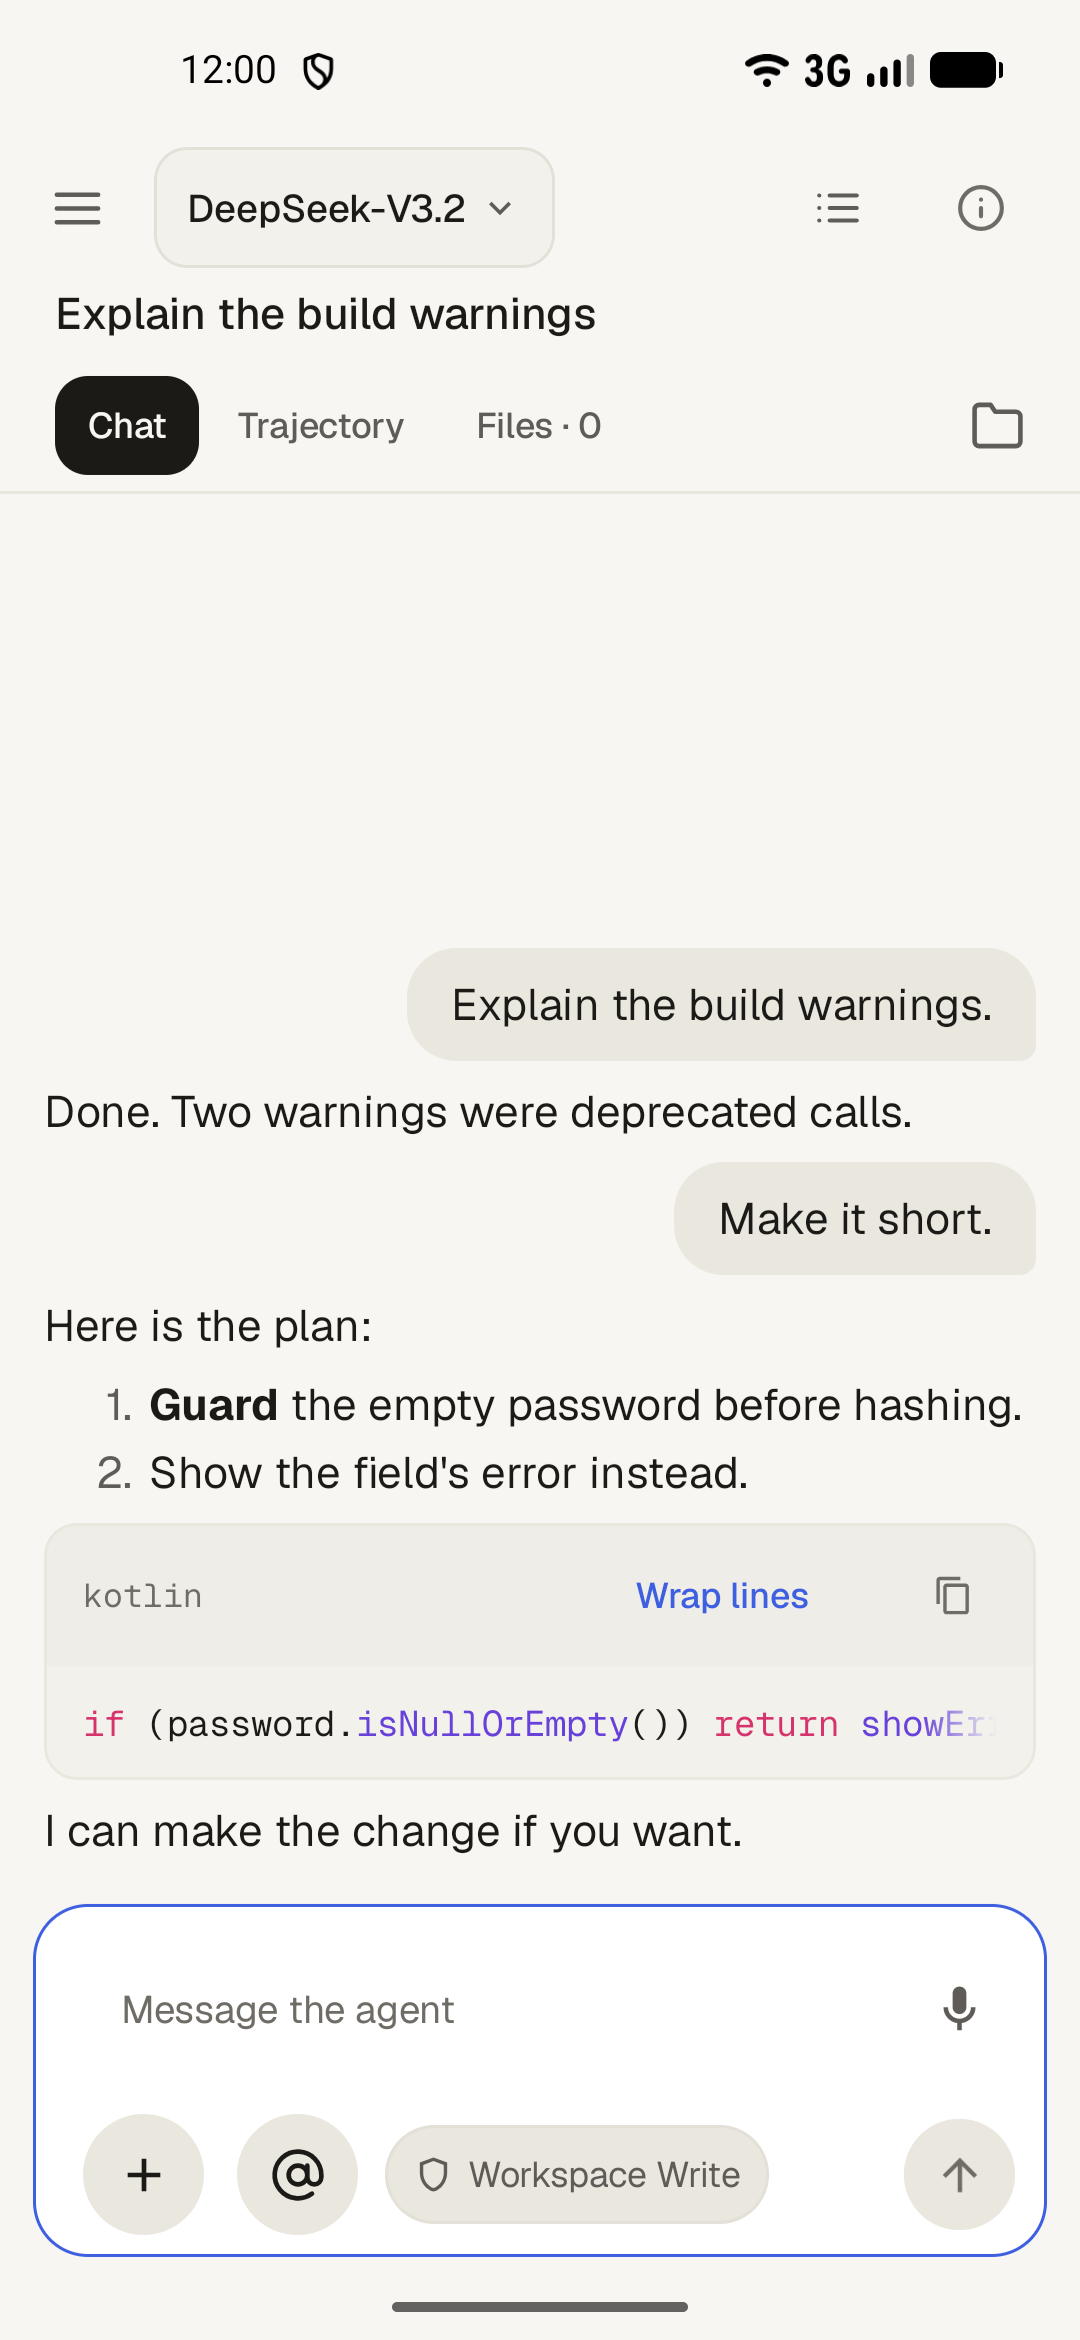 12:00
3G
DeepSeek-V3.2
Explain the build warnings
Chat
Trajectory
Files · 0
Explain the build warnings.
Done. Two warnings were deprecated calls.
Make it short.
Here is the plan:
1. Guard the empty password before hashing.
2. Show the field's error instead.
kotlin
Wrap lines
if (password.isNullOrEmpty()) return showEr
I can make the change if you want.
Message the agent
Workspace Write